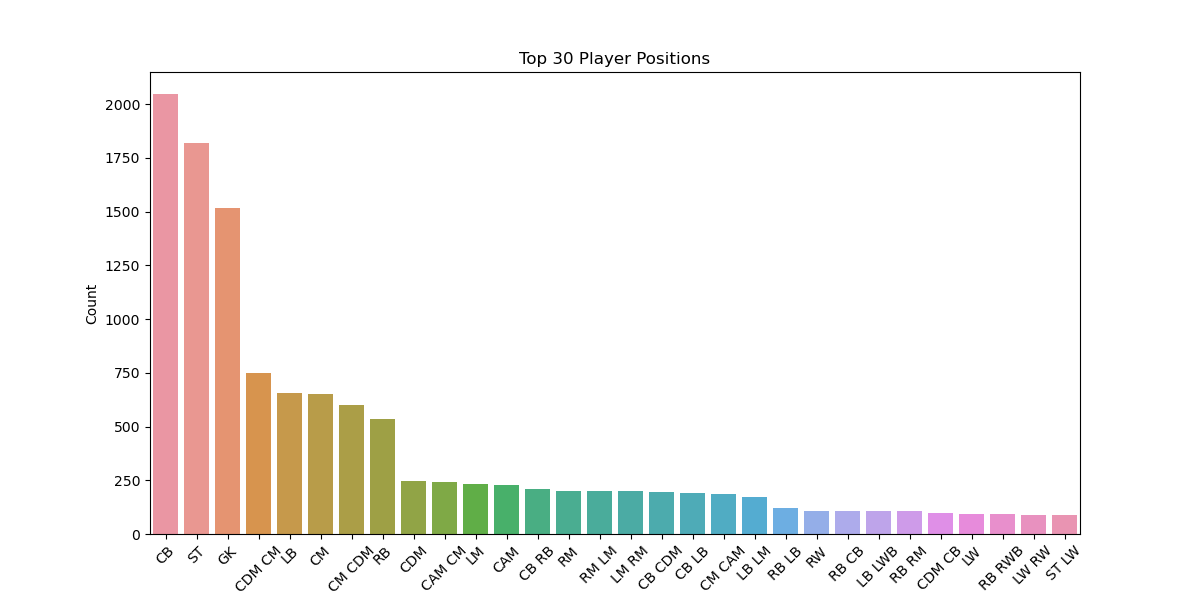 Top 30 Player Positions
Count
2000
1750
1500
1250
1000
750
500
250
0
CB
ST
GK
CDM CM
LB
CM
CM CDM
RB
CDM
CAM CM
LM
CAM
CB RB
RM
RM LM
LM RM
CB CDM
CB LB
CM CAM
LB LM
RB LB
RW
RB CB
LB LWB
RB RM
CDM CB
LW
RB RWB
LW RW
ST LW